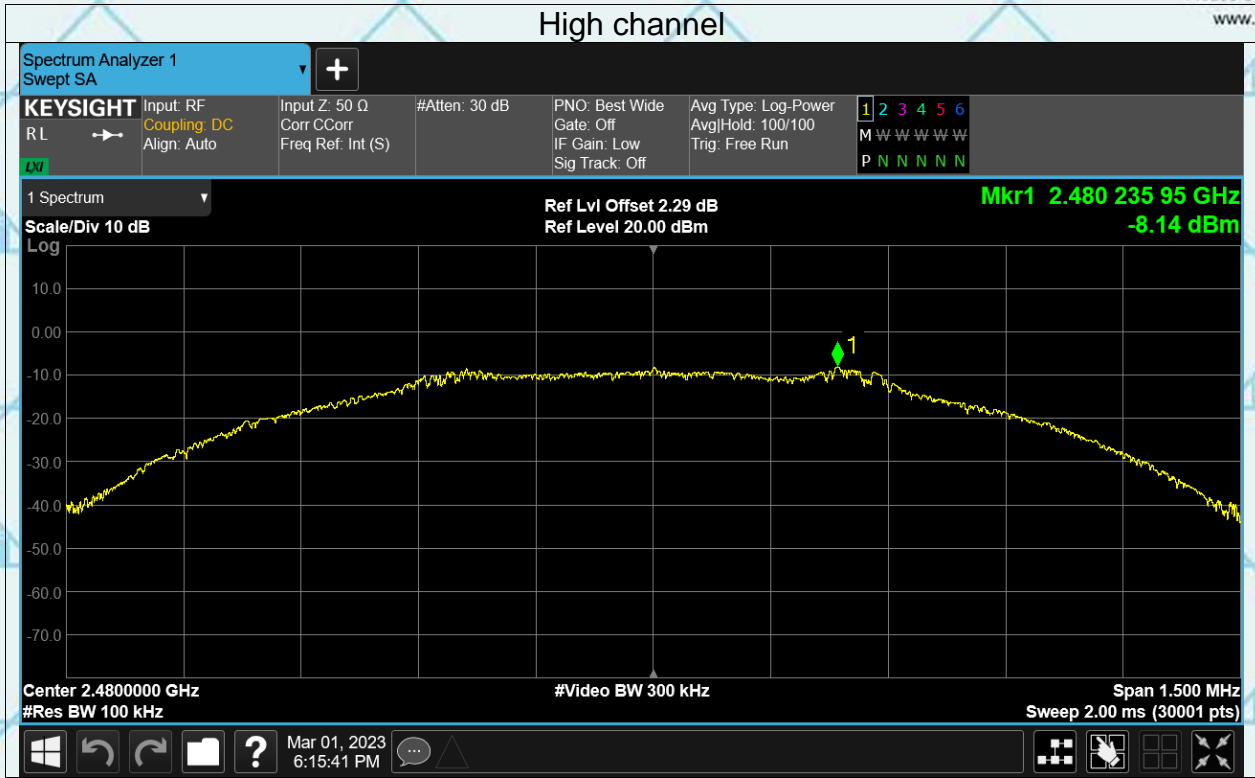 www.
High channel
Spectrum Analyzer 1
Swept SA
+
KEYSIGHT
R L
LXI
Input: RF
Coupling: DC
Align: Auto
Input Z: 50 Ω
Corr CCorr
Freq Ref: Int (S)
#Atten: 30 dB
PNO: Best Wide
Gate: Off
IF Gain: Low
Sig Track: Off
Avg Type: Log-Power
Avg|Hold: 100/100
Trig: Free Run
1 2 3 4 5 6
M W W W W W
P N N N N N
1 Spectrum
Scale/Div 10 dB
Log
Ref Lvl Offset 2.29 dB
Ref Level 20.00 dBm
Mkr1 2.480 235 95 GHz
-8.14 dBm
10.0
0.00
-10.0
-20.0
-30.0
-40.0
-50.0
-60.0
-70.0
1
Center 2.4800000 GHz
#Res BW 100 kHz
#Video BW 300 kHz
Span 1.500 MHz
Sweep 2.00 ms (30001 pts)
?
Mar 01, 2023
6:15:41 PM